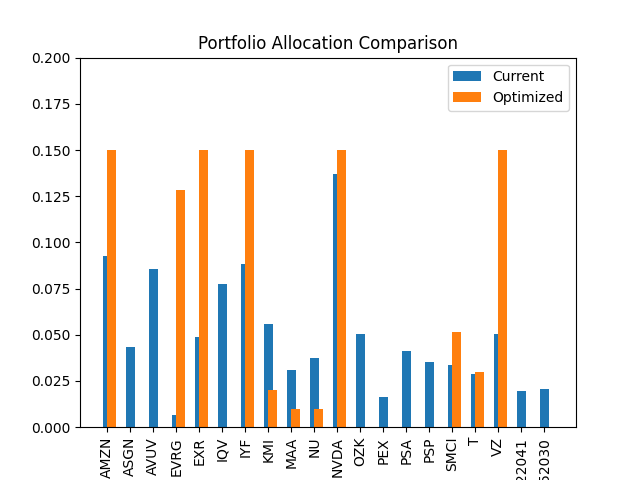 Portfolio Allocation Comparison
0.200
0.175
0.150
0.125
0.100
0.075
0.050
0.025
0.000
Current
Optimized
AMZN
ASGN
AVUV
EVRG
EXR
IQV
IYF
KMI
MAA
NU
NVDA
OZK
PEX
PSA
PSP
SMCI
T
VZ